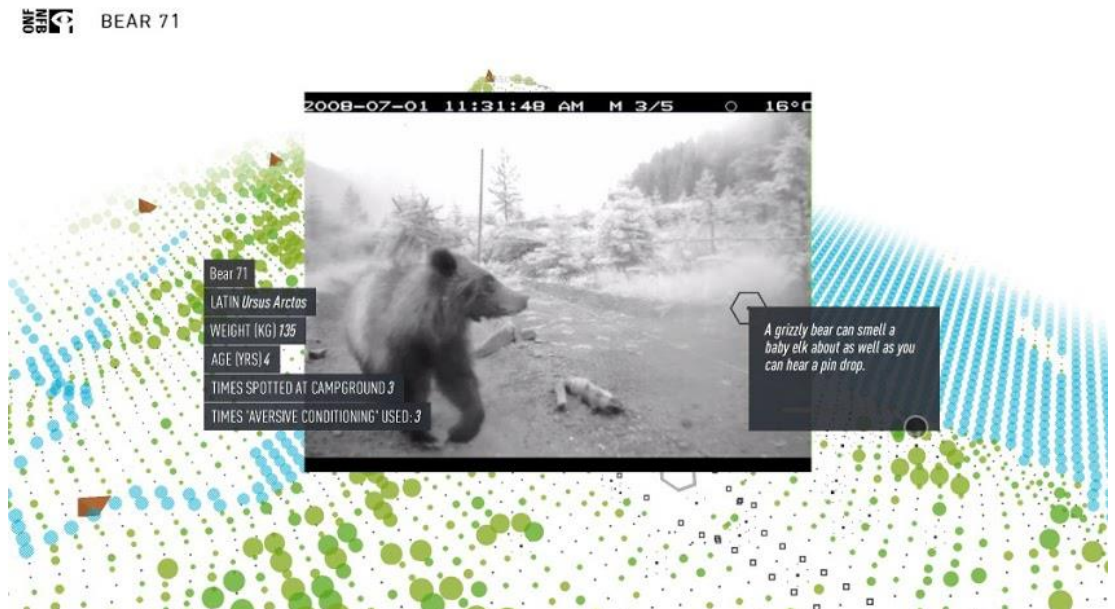 ONF
NFB
BEAR 71
2008-07-01 11:31:48 AM M 3/5 ○ 16°C
Bear 71
LATIN Ursus Arctos
WEIGHT (KG) 135
AGE (YRS) 4
TIMES SPOTTED AT CAMPGROUND 3
TIMES 'AVERSIVE CONDITIONING' USED: 3
A grizzly bear can smell a
baby elk about as well as you
can hear a pin drop.